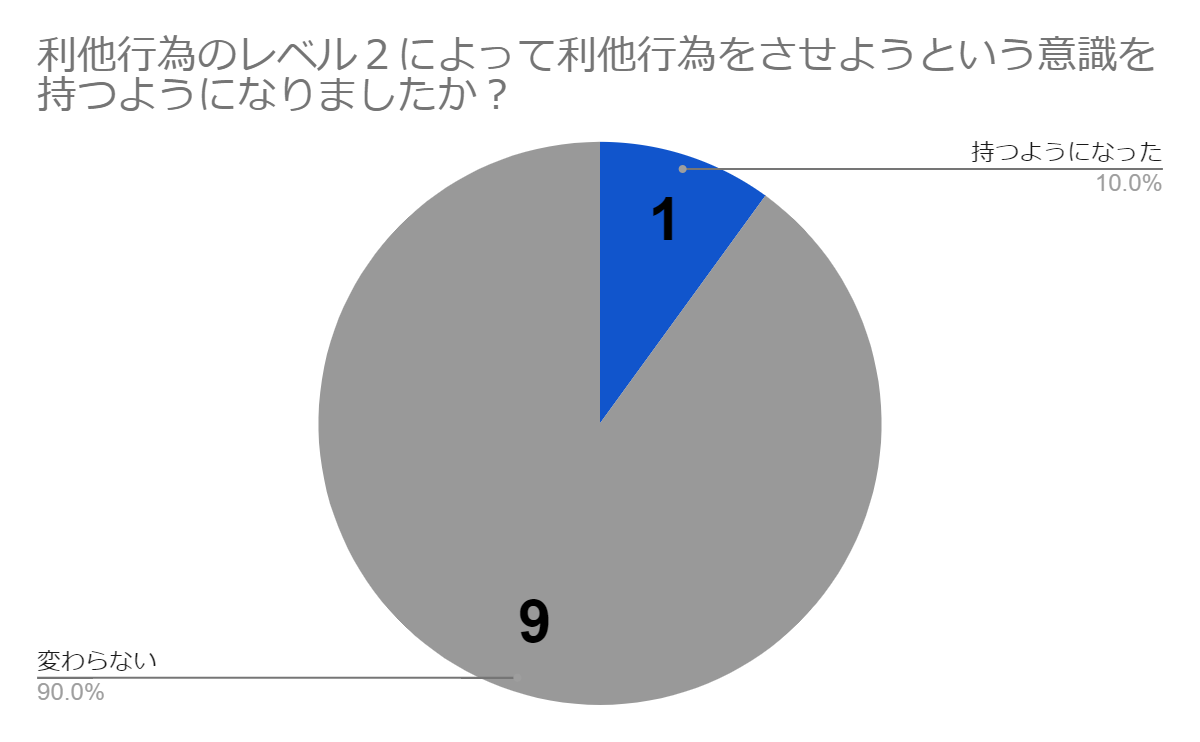 利他行為のレベル２によって利他行為をさせようという意識を
持つようになりましたか？
持つようになった
10.0%
1
9
変わらない
90.0%